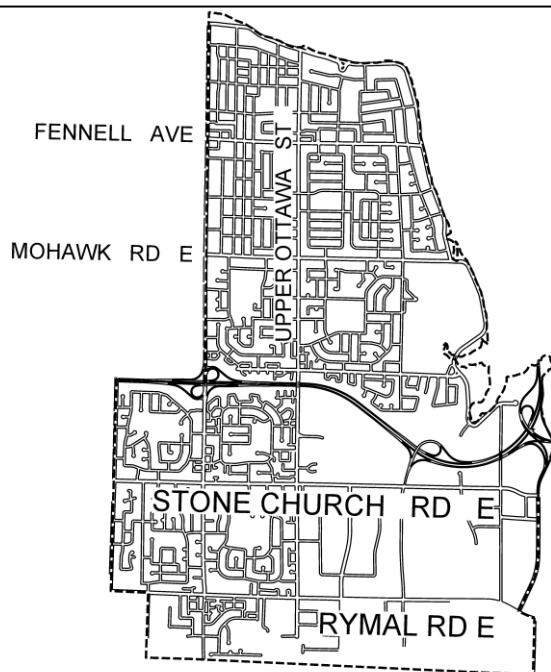 FENNELL AVE
UPPER OTTAWA ST
MOHAWK RD E
STONE CHURCH RD E
RYMAL RD E